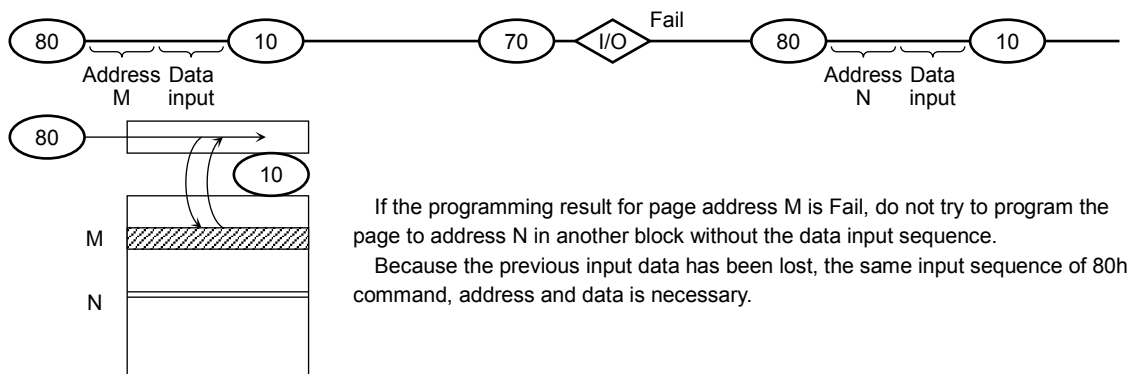 Fail
80 10 70 I/O 80 10
Address Data Address Data
M input N input
80
10
M
N
If the programming result for page address M is Fail, do not try to program the
page to address N in another block without the data input sequence.
Because the previous input data has been lost, the same input sequence of 80h
command, address and data is necessary.